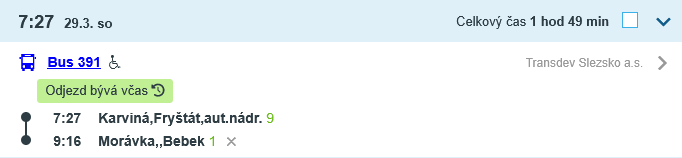 7:27 29.3. so Celkový čas 1 hod 49 min
Bus 391 Transdev Slezsko a.s.
Odjezd bývá včas
7:27 Karviná,Fryštát,aut.nádr. 9
9:16 Morávka,,Bebek 1